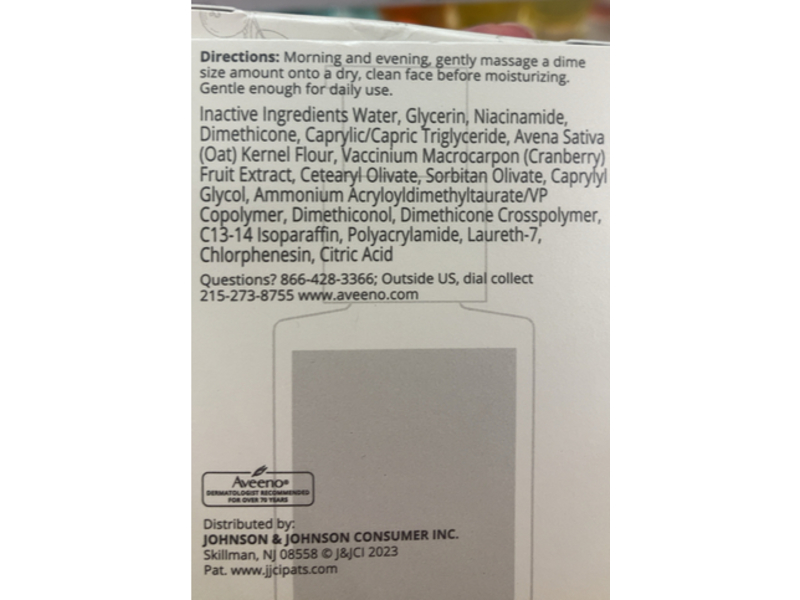 Directions: Morning and evening, gently massage a dime
size amount onto a dry, clean face before moisturizing.
Gentle enough for daily use.
Inactive Ingredients Water, Glycerin, Niacinamide,
Dimethicone, Caprylic/Capric Triglyceride, Avena Sativa
(Oat) Kernel Flour, Vaccinium Macrocarpon (Cranberry)
Fruit Extract, Cetearyl Olivate, Sorbitan Olivate, Caprylyl
Glycol, Ammonium Acryloyldimethyltaurate/VP
Copolymer, Dimethiconol, Dimethicone Crosspolymer,
C13-14 Isoparaffin, Polyacrylamide, Laureth-7,
Chlorphenesin, Citric Acid
Questions? 866-428-3366; Outside US, dial collect
215-273-8755 www.aveeno.com
Aveeno®
DERMATOLOGIST RECOMMENDED
FOR OVER 70 YEARS
Distributed by:
JOHNSON & JOHNSON CONSUMER INC.
Skillman, NJ 08558 © J&JCI 2023
Pat. www.jjcipats.com